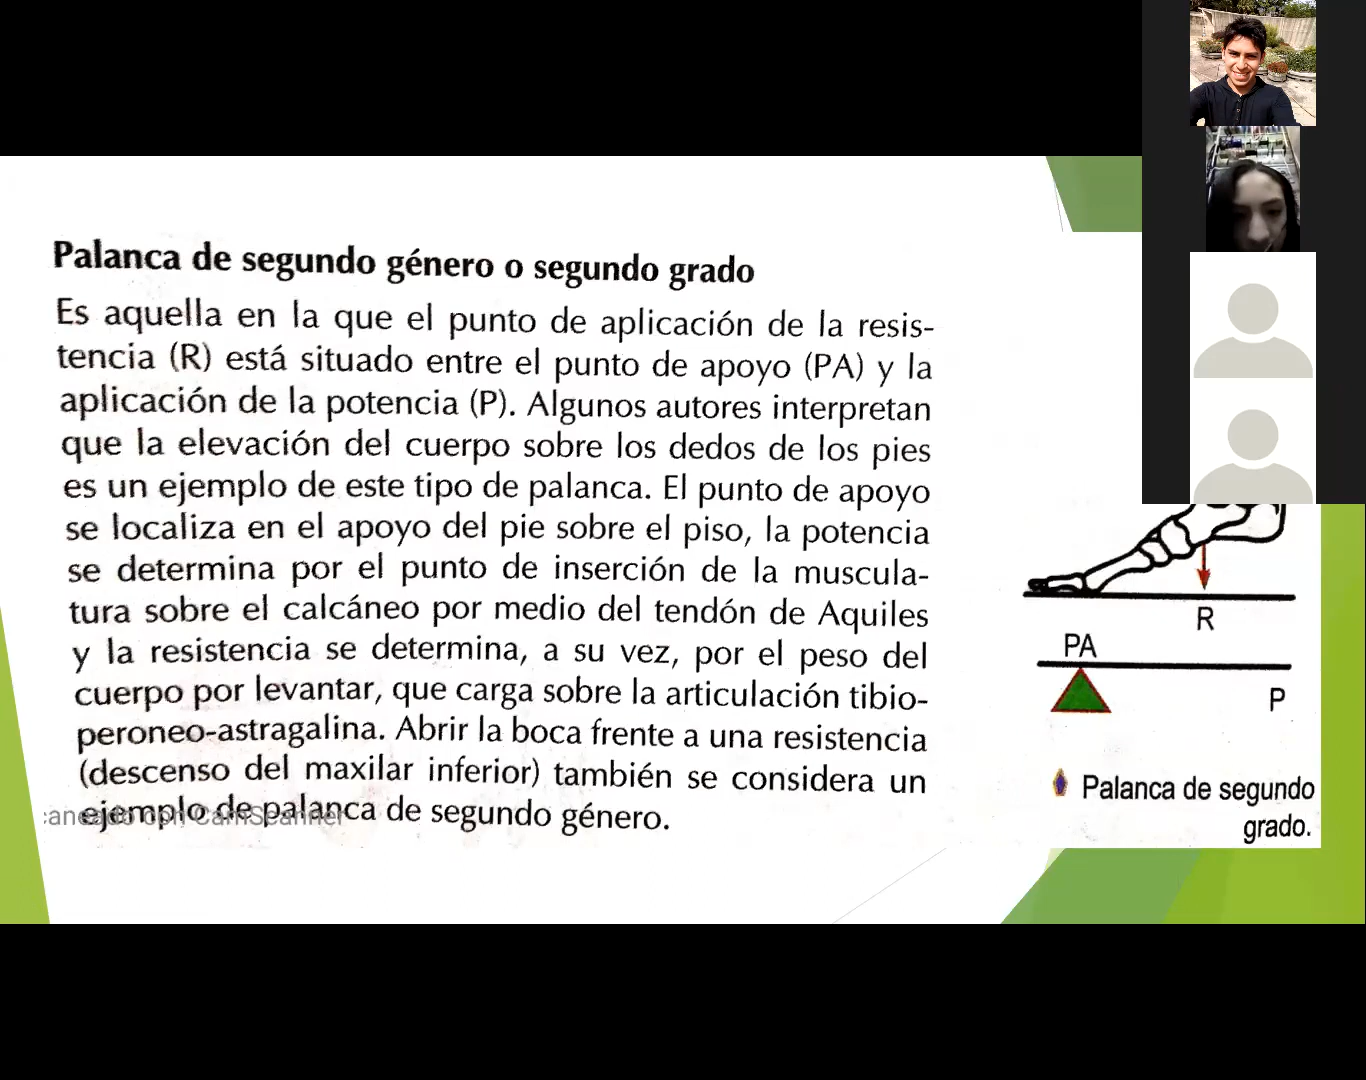 Palanca de segundo género o segundo grado
Es aquella en la que el punto de aplicación de la resis-
tencia (R) está situado entre el punto de apoyo (PA) y la
aplicación de la potencia (P). Algunos autores interpretan
que la elevación del cuerpo sobre los dedos de los pies
es un ejemplo de este tipo de palanca. El punto de apoyo
se localiza en el apoyo del pie sobre el piso, la potencia
se determina por el punto de inserción de la muscula-
tura sobre el calcáneo por medio del tendón de Aquiles
y la resistencia se determina, a su vez, por el peso del
cuerpo por levantar, que carga sobre la articulación tibio-
peroneo-astragalina. Abrir la boca frente a una resistencia
(descenso del maxilar inferior) también se considera un
ejemplo de palanca de segundo género.
caneado con CamScanner
R
PA
P
Palanca de segundo
grado.